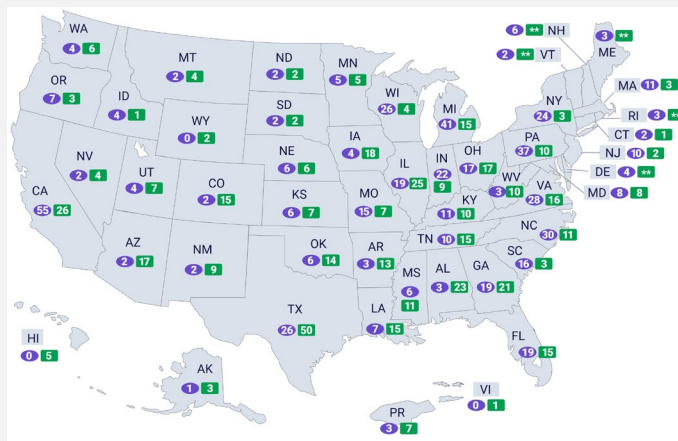 WA
4 6
OR
7 3
CA
55 26
NV
2 4
ID
4 1
MT
2 4
WY
0 2
UT
4 7
AZ
2 17
CO
2 15
NM
2 9
ND
2 2
SD
2 2
NE
6 6
KS
6 7
OK
6 14
TX
26 50
MN
5 5
IA
4 18
MO
15 7
AR
3 13
LA
7 15
WI
26 4
IL
19 25
MI
41 15
IN
22
9
OH
17 17
KY
11 10
TN 10 15
MS
6
11
AL
3 23
GA
19 21
FL
19 15
SC
16 3
NC
30 11
VA
28 16
WV
3 10
PA
37 10
NY
24 3
6 ** NH
2 ** VT
3 **
ME
MA 11 3
RI 3
CT 2 1
NJ 10 2
DE 4 **
MD 8 8
HI
0 5
AK
1 3
PR
3 7
VI
0 1